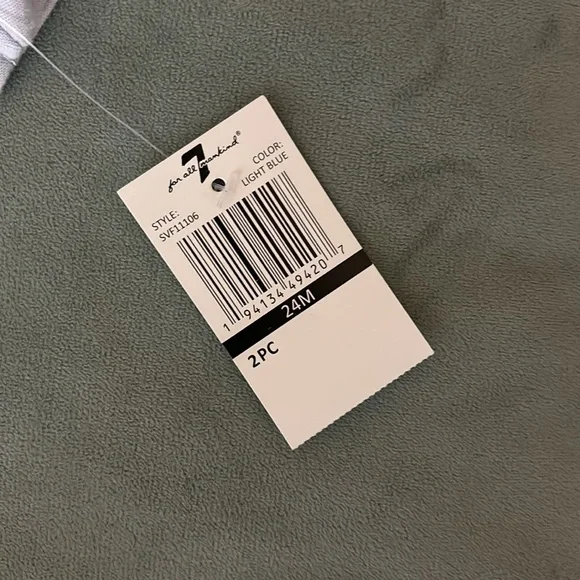 7
for all mankind®
STYLE:
SVF11106
COLOR:
LIGHT BLUE
1 94134 49420 7
24M
2PC